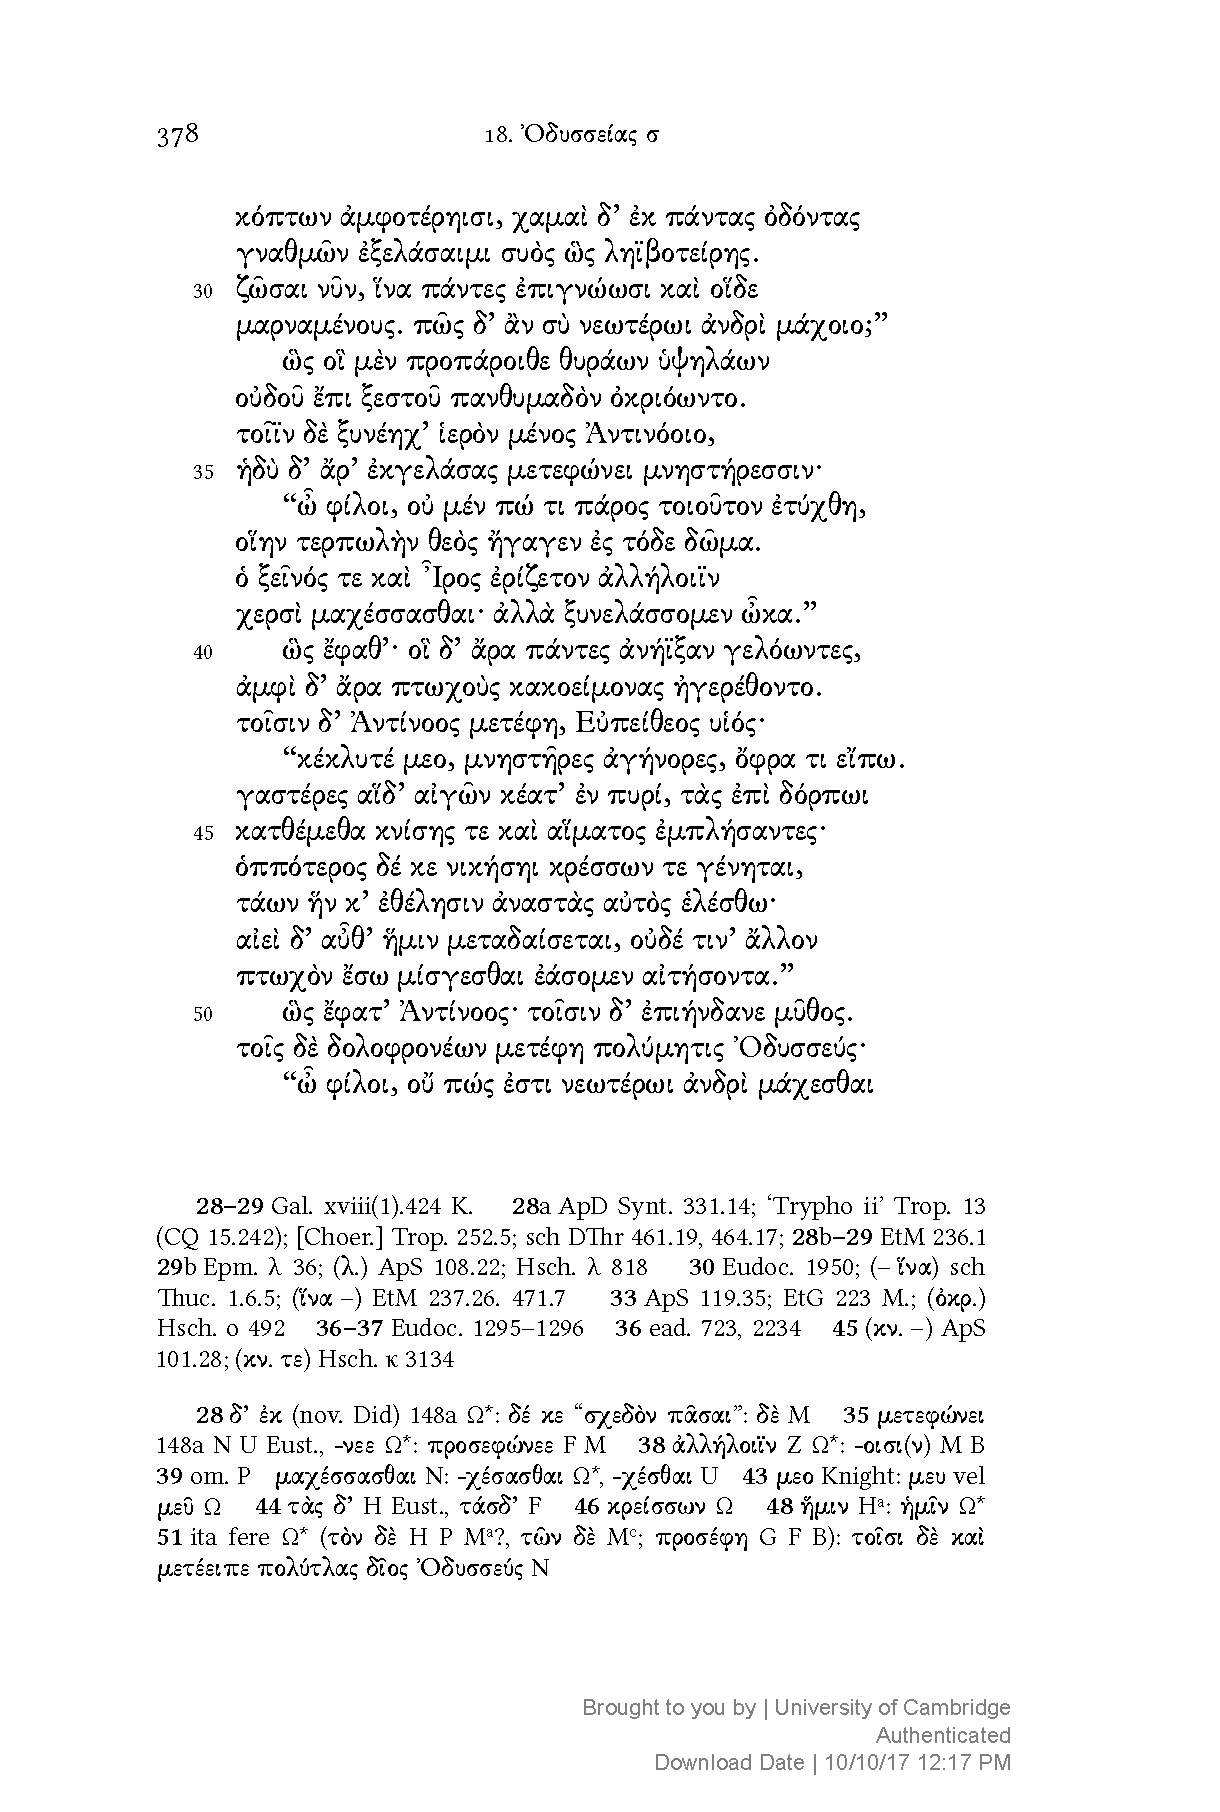 378 18. Ὀδυσσείας σ
κόπτων ἀμφοτέρηισι, χαμαὶ δ’ ἐκ πάντας ὀδόντας
γναθμῶν ἐξελάσαιμι συὸς ὣς ληϊβοτείρης.
30 ζῶσαι νῦν, ἵνα πάντες ἐπιγνώωσι καὶ οἵδε
μαρναμένους. πῶς δ’ ἂν σὺ νεωτέρωι ἀνδρὶ μάχοιο;”
ὣς οἳ μὲν προπάροιθε θυράων ὑψηλάων
οὐδοῦ ἔπι ξεστοῦ πανθυμαδὸν ὀκριόωντο.
τοῖϊν δὲ ξυνέηχ’ ἱερὸν μένος Ἀντινόοιο,
35 ἡδὺ δ’ ἄρ’ ἐκγελάσας μετεφώνει μνηστήρεσσιν·
“ὦ φίλοι, οὐ μέν πώ τι πάρος τοιοῦτον ἐτύχθη,
οἵην τερπωλὴν θεὸς ἤγαγεν ἐς τόδε δῶμα.
ὁ ξεῖνός τε καὶ Ἶρος ἐρίζετον ἀλλήλοιϊν
χερσὶ μαχέσσασθαι· ἀλλὰ ξυνελάσσομεν ὦκα.”
40 ὣς ἔφαθ’· οἳ δ’ ἄρα πάντες ἀνήϊξαν γελόωντες,
ἀμφὶ δ’ ἄρα πτωχοὺς κακοείμονας ἠγερέθοντο.
τοῖσιν δ’ Ἀντίνοος μετέφη, Εὐπείθεος υἱός·
“κέκλυτέ μεο, μνηστῆρες ἀγήνορες, ὄφρα τι εἴπω.
γαστέρες αἵδ’ αἰγῶν κέατ’ ἐν πυρί, τὰς ἐπὶ δόρπωι
45 κατθέμεθα κνίσης τε καὶ αἵματος ἐμπλήσαντες·
ὁππότερος δέ κε νικήσηι κρέσσων τε γένηται,
τάων ἥν κ’ ἐθέλησιν ἀναστὰς αὐτὸς ἑλέσθω·
αἰεὶ δ’ αὖθ’ ἥμιν μεταδαίσεται, οὐδέ τιν’ ἄλλον
πτωχὸν ἔσω μίσγεσθαι ἐάσομεν αἰτήσοντα.”
50 ὣς ἔφατ’ Ἀντίνοος· τοῖσιν δ’ ἐπιήνδανε μῦθος.
τοῖς δὲ δολοφρονέων μετέφη πολύμητις Ὀδυσσεύς·
“ὦ φίλοι, οὔ πώς ἐστι νεωτέρωι ἀνδρὶ μάχεσθαι
28–29 Gal. xviii(1).424 K. 28a ApD Synt. 331.14; ‘Trypho ii’ Trop. 13
(CQ 15.242); [Choer.] Trop. 252.5; sch DThr 461.19, 464.17; 28b–29 EtM 236.1
29b Epm. λ 36; (λ.) ApS 108.22; Hsch. λ 818 30 Eudoc. 1950; (– ἵνα) sch
Thuc. 1.6.5; (ἵνα –) EtM 237.26. 471.7 33 ApS 119.35; EtG 223 M.; (ὀκρ.)
Hsch. ο 492 36–37 Eudoc. 1295–1296 36 ead. 723, 2234 45 (κν. –) ApS
101.28; (κν. τε) Hsch. κ 3134
28 δ’ ἐκ (nov. Did) 148a Ω*: δέ κε “σχεδὸν πᾶσαι”: δὲ M 35 μετεφώνει
148a N U Eust., -νεε Ω*: προσεφώνεε F M 38 ἀλλήλοιϊν Z Ω*: -οισι(ν) M B
39 om. P μαχέσσασθαι N: -χέσασθαι Ω*, -χέσθαι U 43 μεο Knight: μευ vel
μεῦ Ω 44 τὰς δ’ H Eust., τάσδ’ F 46 κρείσσων Ω 48 ἥμιν Hᵃ: ἡμῖν Ω*
51 ita fere Ω* (τὸν δὲ H P Mᵃ?, τῶν δὲ Mᶜ; προσέφη G F B): τοῖσι δὲ καὶ
μετέειπε πολύτλας δῖος Ὀδυσσεύς N
Brought to you by | University of Cambridge
Authenticated
Download Date | 10/10/17 12:17 PM